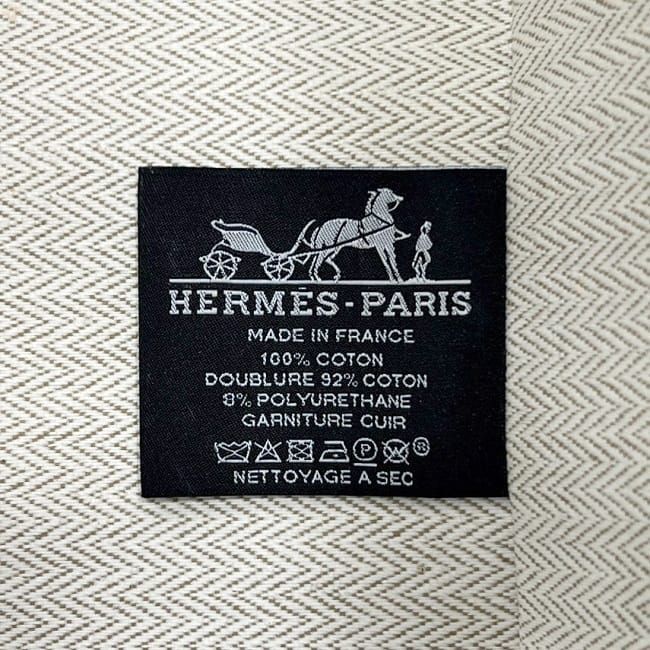 HERMÈS-PARIS
MADE IN FRANCE
100% COTON
DOUBLURE 92% COTON
8% POLYURETHANE
GARNITURE CUIR
P W ®
NETTOYAGE A SEC